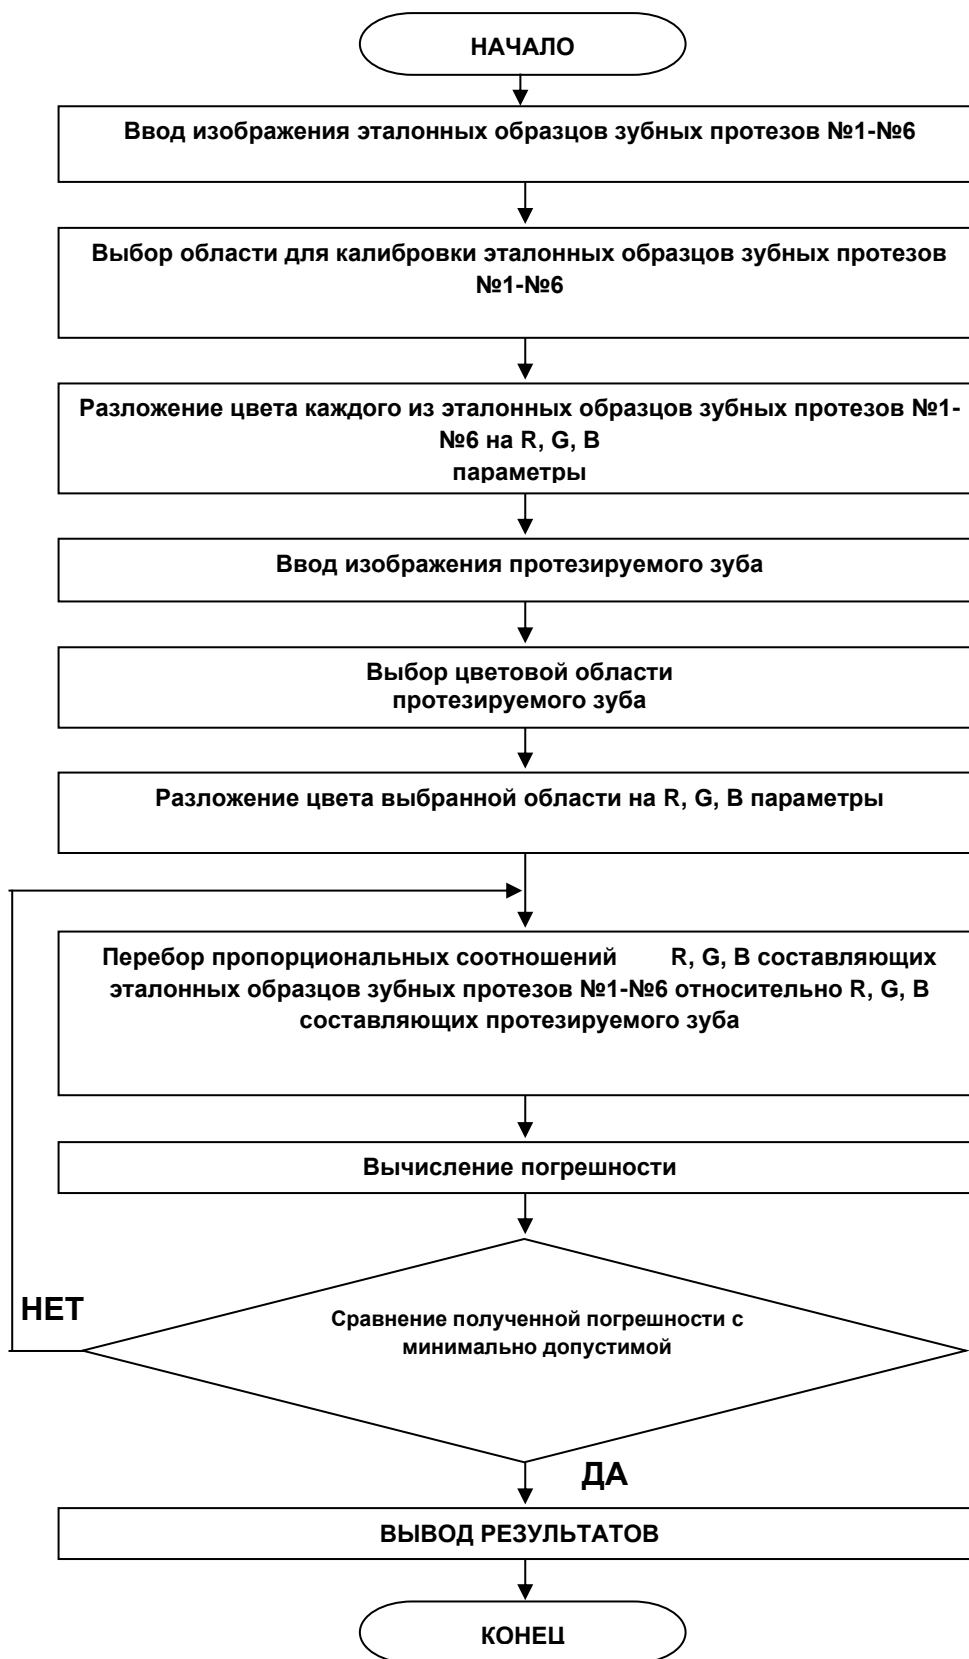 НАЧАЛО
Ввод изображения эталонных образцов зубных протезов №1-№6
Выбор области для калибровки эталонных образцов зубных протезов
№1-№6
Разложение цвета каждого из эталонных образцов зубных протезов №1-
№6 на R, G, B
параметры
Ввод изображения протезируемого зуба
Выбор цветовой области
протезируемого зуба
Разложение цвета выбранной области на R, G, B параметры
Перебор пропорциональных соотношений R, G, B составляющих
эталонных образцов зубных протезов №1-№6 относительно R, G, B
составляющих протезируемого зуба
Вычисление погрешности
НЕТ
Сравнение полученной погрешности с
минимально допустимой
ДА
ВЫВОД РЕЗУЛЬТАТОВ
КОНЕЦ